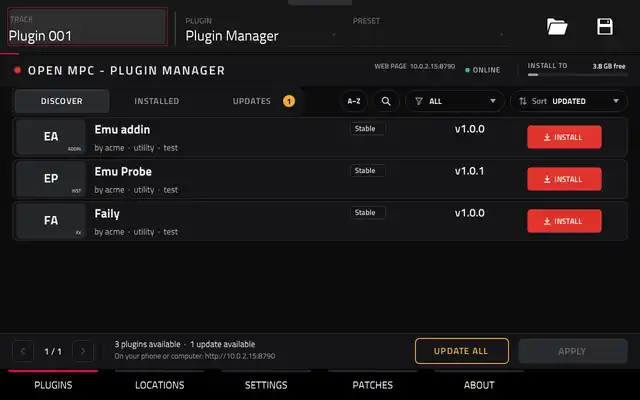 TRACK
Plugin 001
PLUGIN
Plugin Manager
PRESET
OPEN MPC - PLUGIN MANAGER
WEB PAGE 10.0.2.15:8790
ONLINE
INSTALL TO
3.8 GB free
DISCOVER
INSTALLED
UPDATES
1
A-Z
ALL
Sort UPDATED
EA
ADDIN
Emu addin
by acme · utility · test
Stable
v1.0.0
INSTALL
EP
INST
Emu Probe
by acme · utility · test
Stable
v1.0.1
INSTALL
FA
FX
Faily
by acme · utility · test
Stable
v1.0.0
INSTALL
1 / 1
3 plugins available · 1 update available
On your phone or computer: http://10.0.2.15:8790
UPDATE ALL
APPLY
PLUGINS
LOCATIONS
SETTINGS
PATCHES
ABOUT